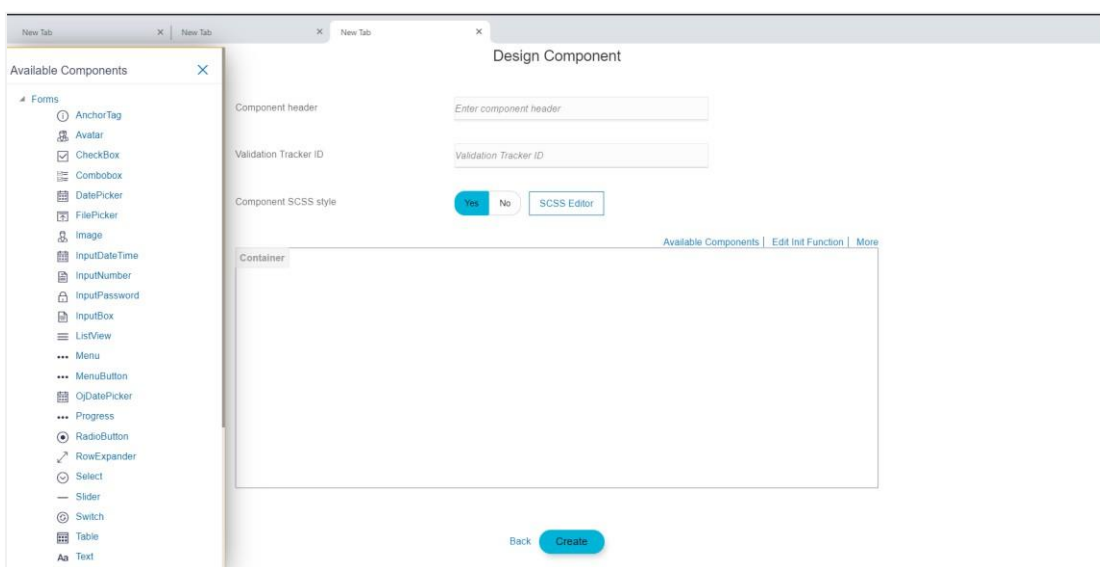 New Tab
New Tab
New Tab
Design Component
Available Components
Forms
AnchorTag
Avatar
CheckBox
Combobox
DatePicker
FilePicker
Image
InputDateTime
InputNumber
InputPassword
InputBox
ListView
Menu
MenuButton
OjDatePicker
Progress
RadioButton
RowExpander
Select
Slider
Switch
Table
Aa Text
Component header
Enter component header
Validation Tracker ID
Validation Tracker ID
Component SCSS style
Yes No SCSS Editor
Available Components | Edit Init Function | More
Container
Back Create